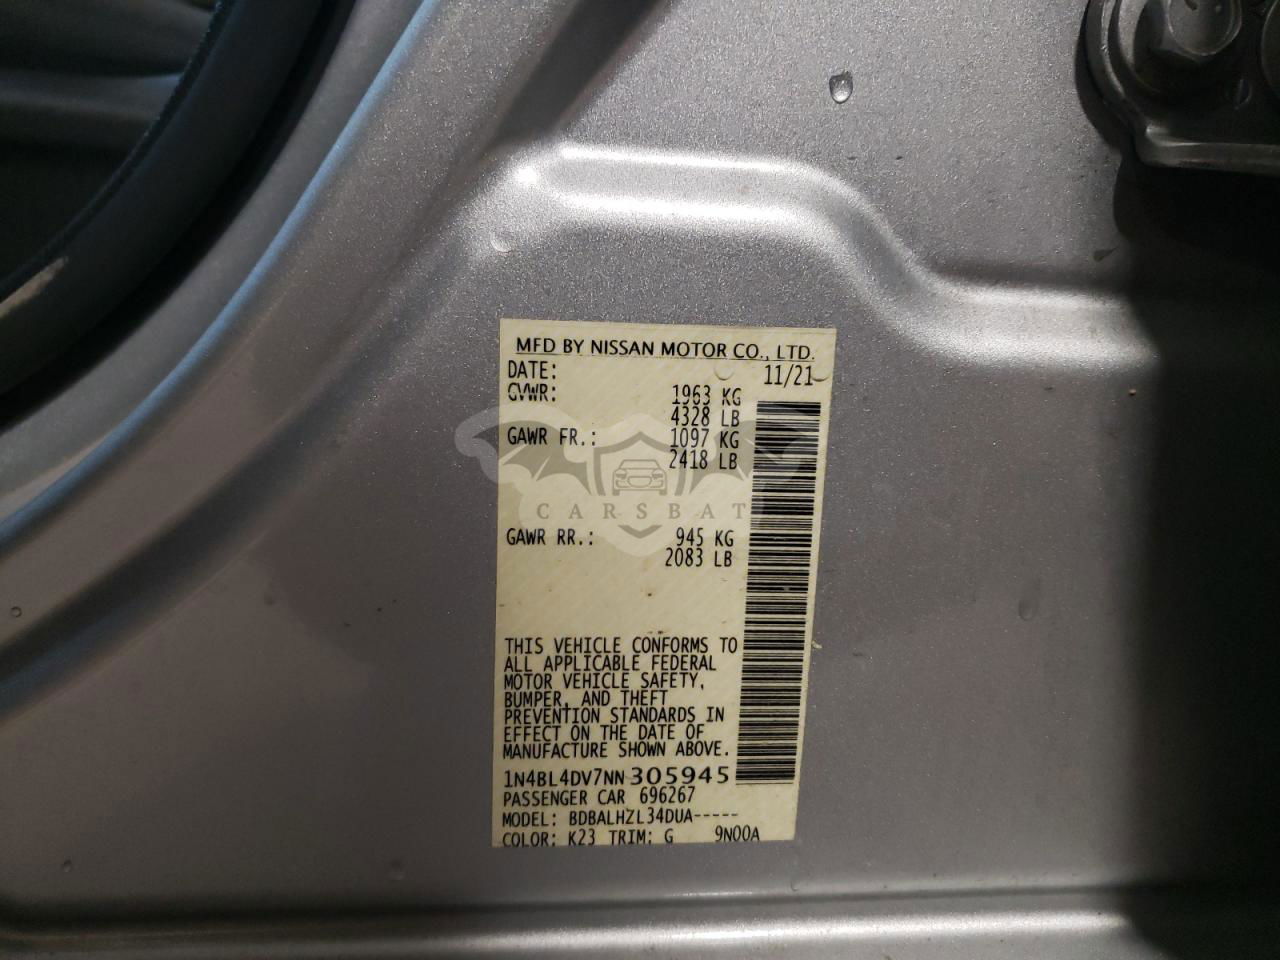 MFD BY NISSAN MOTOR CO., LTD.
DATE: 11/21
GVWR: 1963 KG
4328 LB
GAWR FR.: 1097 KG
2418 LB
CARSBAT
GAWR RR.: 945 KG
2083 LB
THIS VEHICLE CONFORMS TO
ALL APPLICABLE FEDERAL
MOTOR VEHICLE SAFETY,
BUMPER, AND THEFT
PREVENTION STANDARDS IN
EFFECT ON THE DATE OF
MANUFACTURE SHOWN ABOVE.
1N4BL4DV7NN305945
PASSENGER CAR 696267
MODEL: BDBALHZL34DUA-----
COLOR: K23 TRIM: G 9N00A